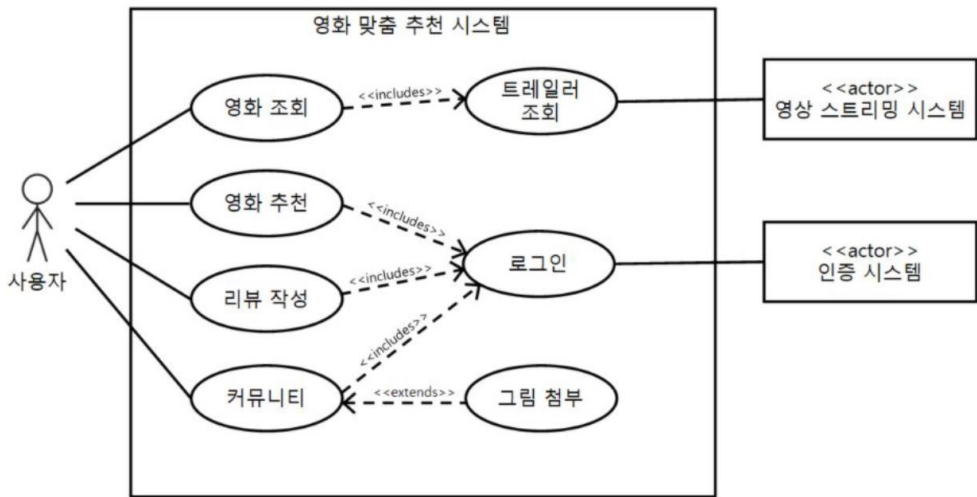 영화 맞춤 추천 시스템
영화 조회
<<includes>>
트레일러
조회
<<actor>>
영상 스트리밍 시스템
영화 추천
<<includes>>
사용자
리뷰 작성
<<includes>>
로그인
<<actor>>
인증 시스템
<<includes>>
커뮤니티
<<extends>>
그림 첨부